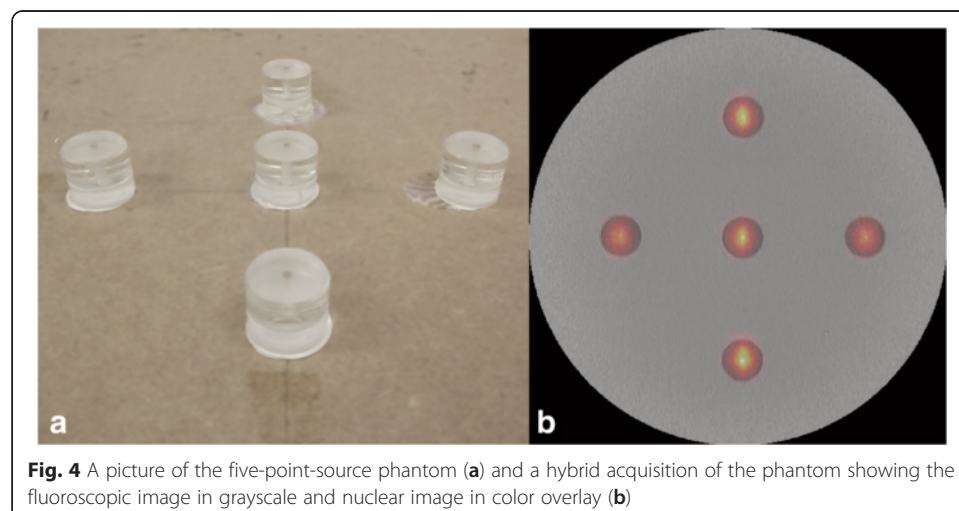 a
b
Fig. 4 A picture of the five-point-source phantom (a) and a hybrid acquisition of the phantom showing the
fluoroscopic image in grayscale and nuclear image in color overlay (b)